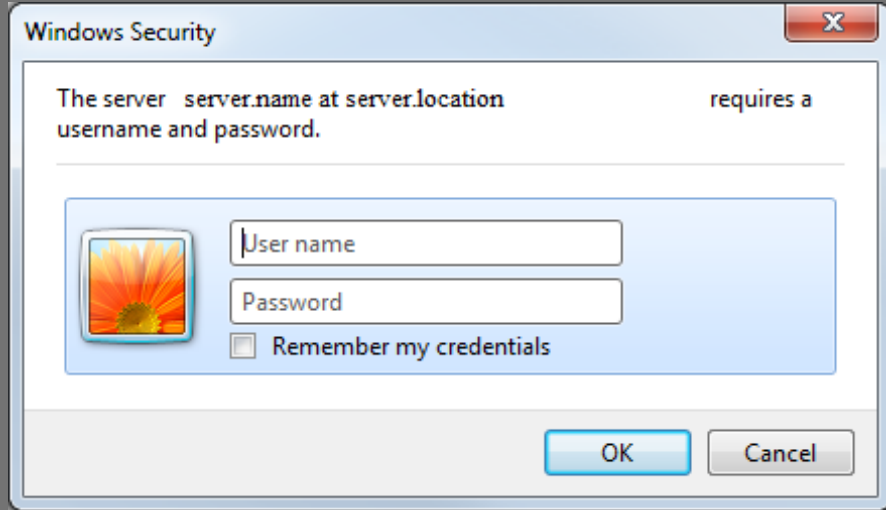 Windows Security
The server server.name at server.location requires a
username and password.
User name
Password
Remember my credentials
OK
Cancel